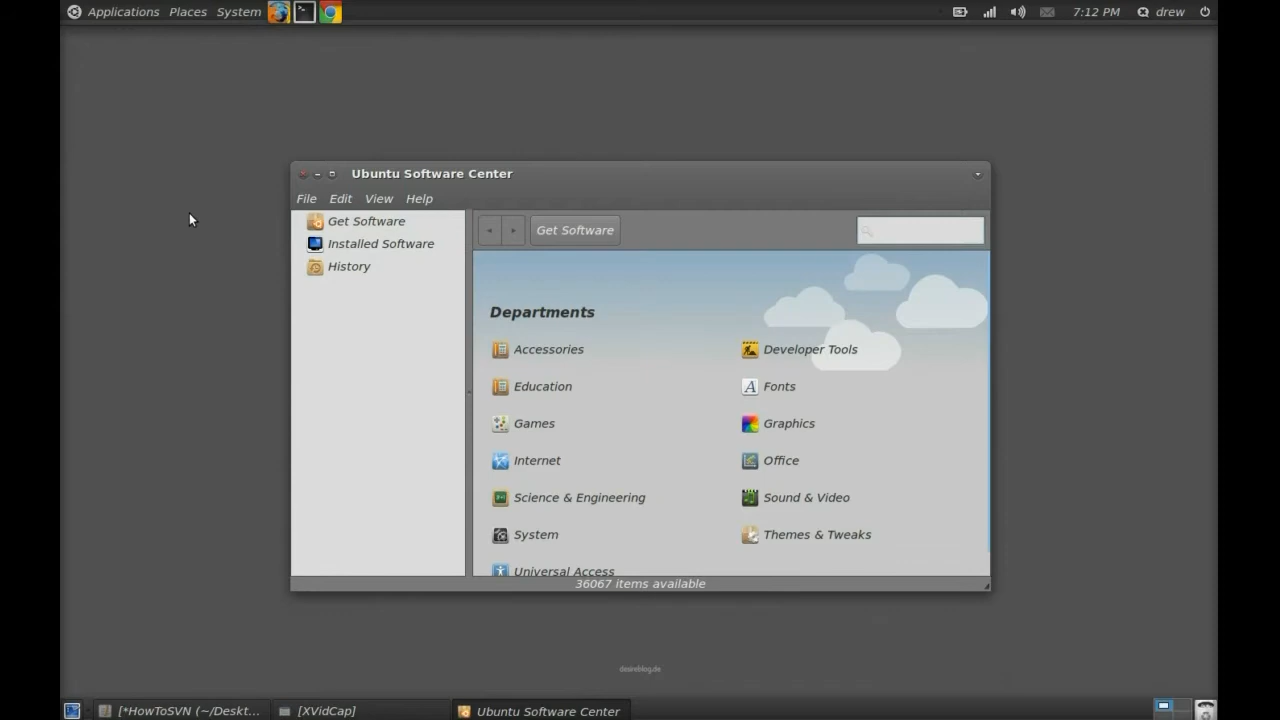 Applications Places System 7:12 PM drew
Ubuntu Software Center
File Edit View Help
Get Software
Installed Software
History
Get Software
Departments
Accessories Developer Tools
Education Fonts
Games Graphics
Internet Office
Science & Engineering Sound & Video
System Themes & Tweaks
Universal Access
36067 items available
desireblog.de
[*HowToSVN (~/Deskt... [XVidCap] Ubuntu Software Center